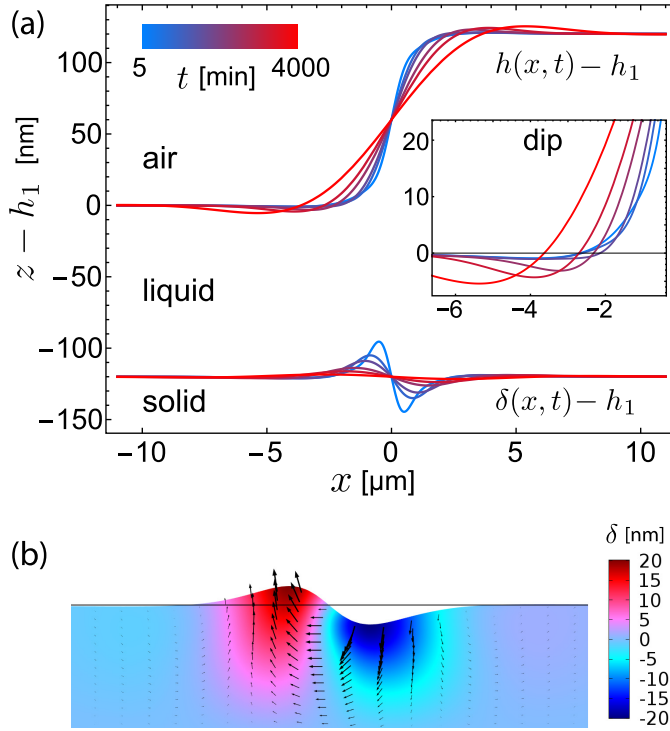 (a)
5 4000
t [min]
h(x, t) − h₁
air
dip
liquid
solid
δ(x, t) − h₁
z − h₁ [nm]
100
50
0
−50
−100
−150
20
10
0
−6 −4 −2
−10 −5 0 5 10
x [µm]
(b)
δ [nm]
20
15
10
5
0
-5
-10
-15
-20